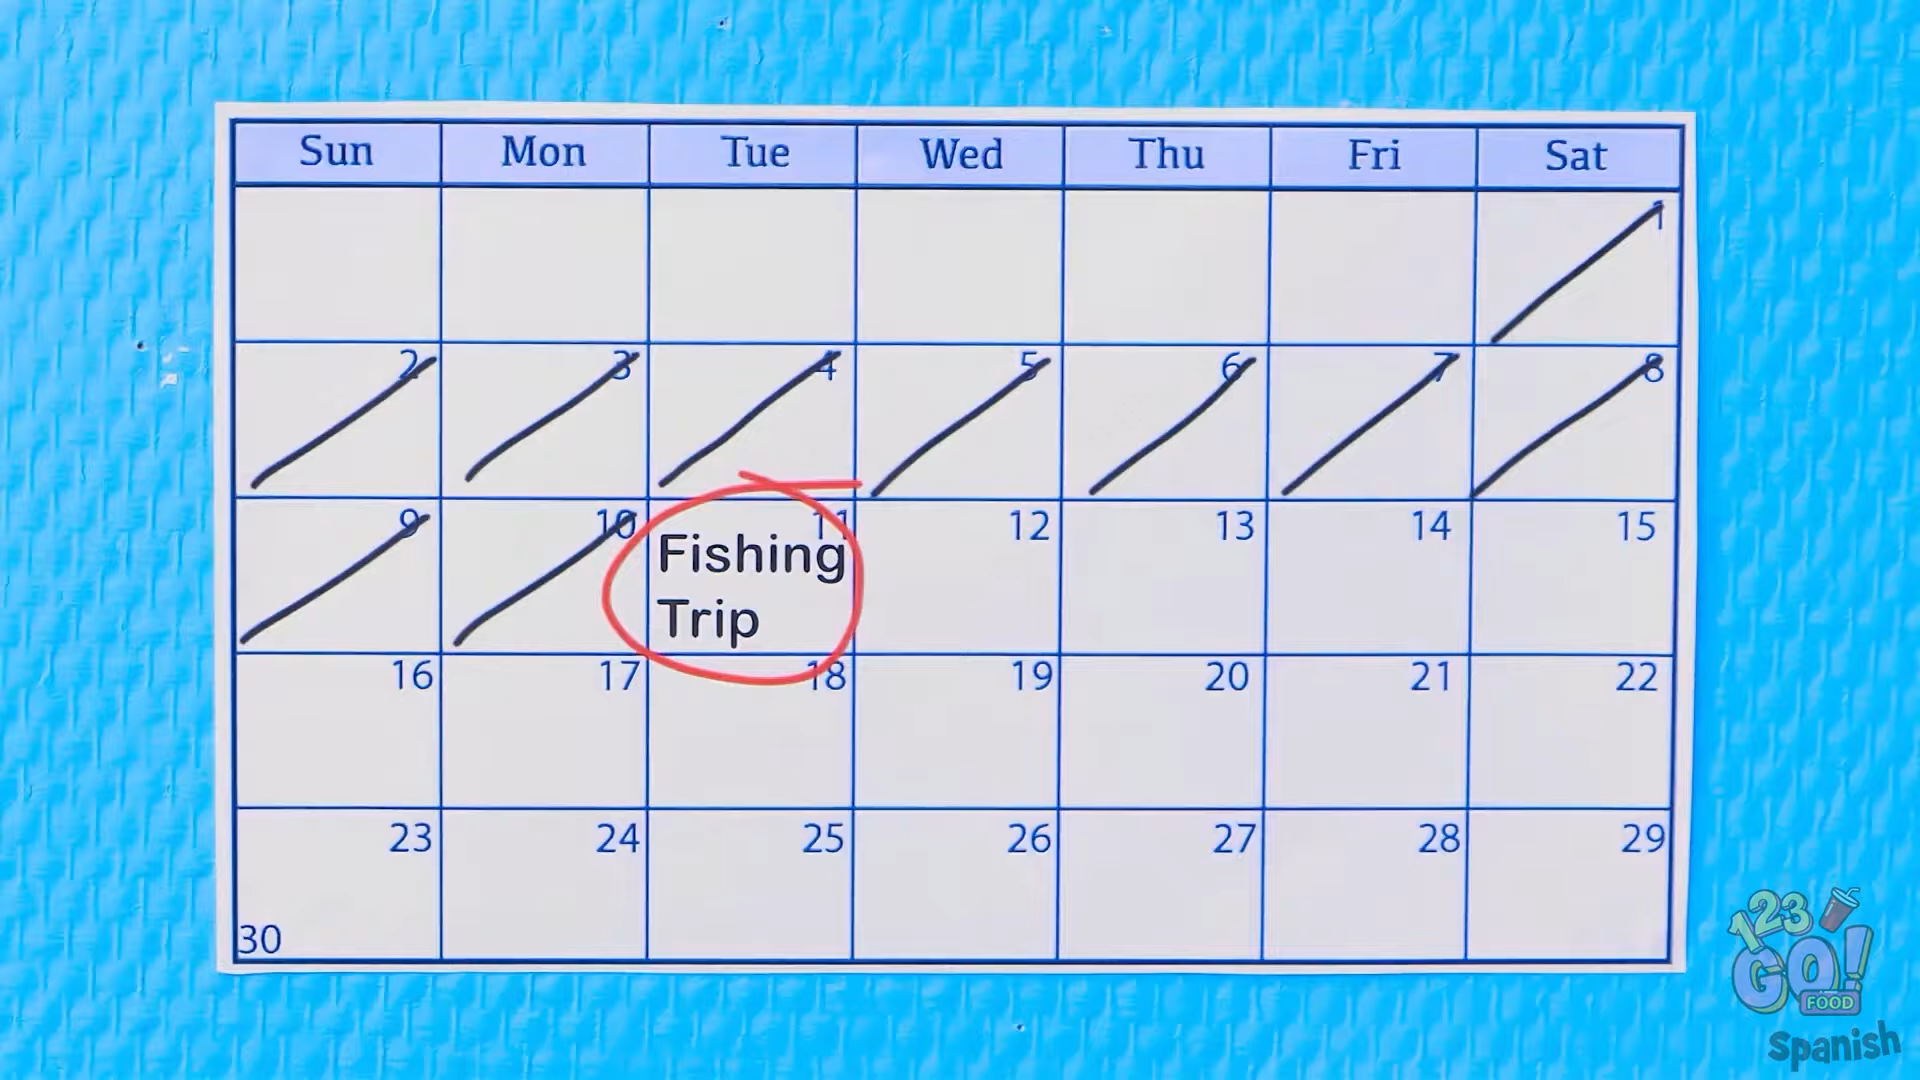 Sun Mon Tue Wed Thu Fri Sat
1
2 3 4 5 6 7 8
9 10 11 12 13 14 15
Fishing
Trip
16 17 18 19 20 21 22
23 24 25 26 27 28 29
30
123
GO!
FOOD
Spanish